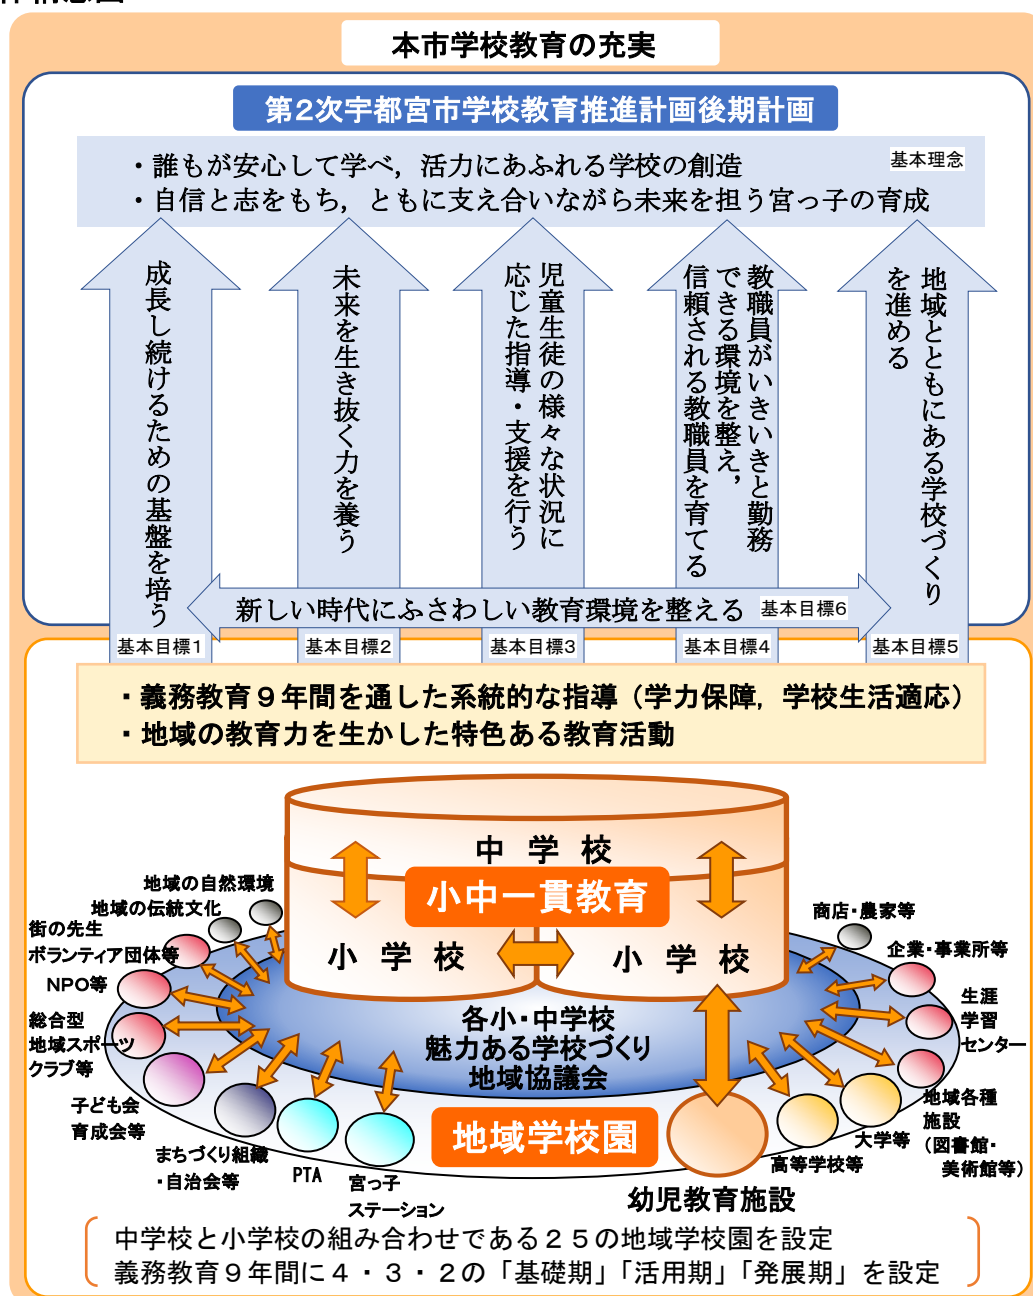 本市学校教育の充実
第2次宇都宮市学校教育推進計画後期計画
・誰もが安心して学べ，活力にあふれる学校の創造
基本理念
・自信と志をもち，ともに支え合いながら未来を担う宮っ子の育成
成長し続けるための基盤を培う
未来を生き抜く力を養う
児童生徒の様々な状況に
応じた指導・支援を行う
教職員がいきいきと勤務
できる環境を整え，
信頼される教職員を育てる
地域とともにある学校づくり
を進める
新しい時代にふさわしい教育環境を整える
基本目標6
基本目標1
基本目標2
基本目標3
基本目標4
基本目標5
・義務教育９年間を通した系統的な指導（学力保障，学校生活適応）
・地域の教育力を生かした特色ある教育活動
中学校
小中一貫教育
小学校
小学校
各小・中学校
魅力ある学校づくり
地域協議会
地域学校園
地域の自然環境
地域の伝統文化
街の先生
ボランティア団体等
NPO等
総合型
地域スポーツ
クラブ等
子ども会
育成会等
まちづくり組織
・自治会等
PTA
宮っ子
ステーション
幼児教育施設
高等学校等
大学等
地域各種
施設
（図書館・
美術館等）
生涯
学習
センター
企業・事業所等
商店・農家等
中学校と小学校の組み合わせである２５の地域学校園を設定
義務教育９年間に４・３・２の「基礎期」「活用期」「発展期」を設定